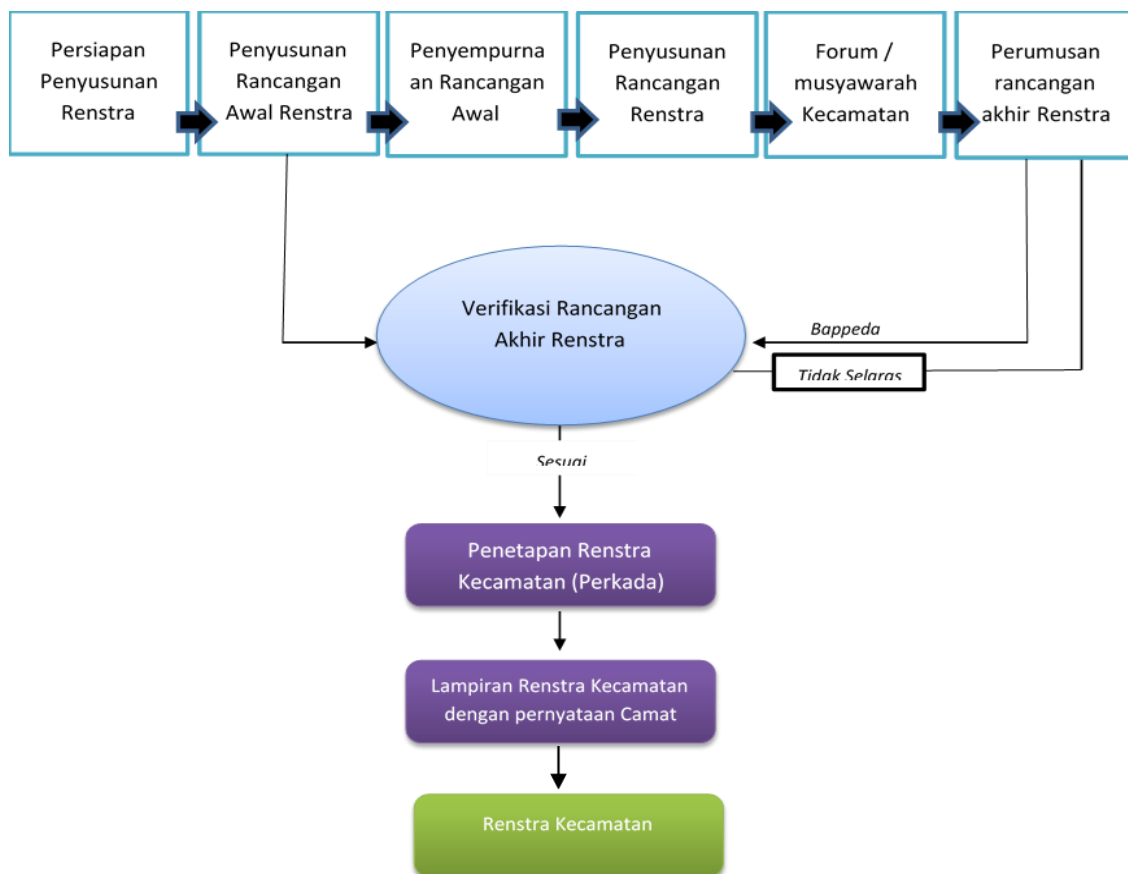 Persiapan
Penyusunan
Renstra
Penyusunan
Rancangan
Awal Renstra
Penyempurna
an Rancangan
Awal
Penyusunan
Rancangan
Renstra
Forum /
musyawarah
Kecamatan
Perumusan
rancangan
akhir Renstra
Verifikasi Rancangan
Akhir Renstra
Bappeda
Tidak Selaras
Sesuai
Penetapan Renstra
Kecamatan (Perkada)
Lampiran Renstra Kecamatan
dengan pernyataan Camat
Renstra Kecamatan